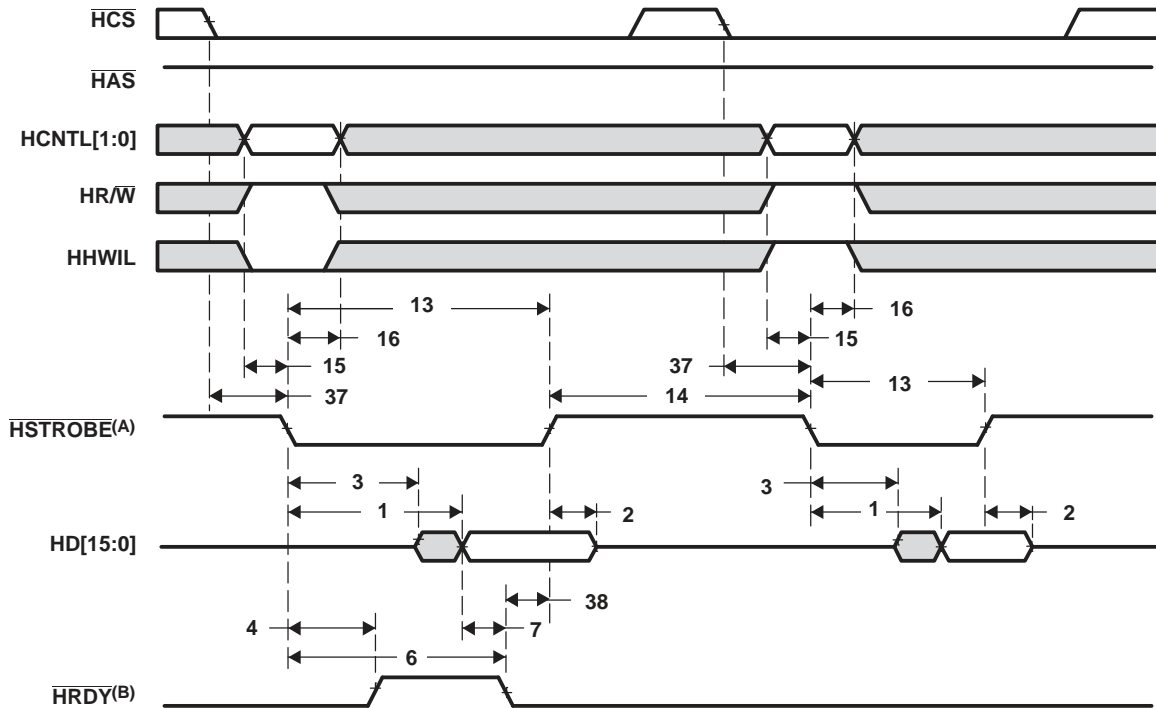 HCS
HAS
HCNTL[1:0]
HR/W
HHWIL
13
16
16
15
15
37
13
37
14
HSTROBE(A)
3
3
1
1
2
2
HD[15:0]
38
4
7
6
HRDY(B)